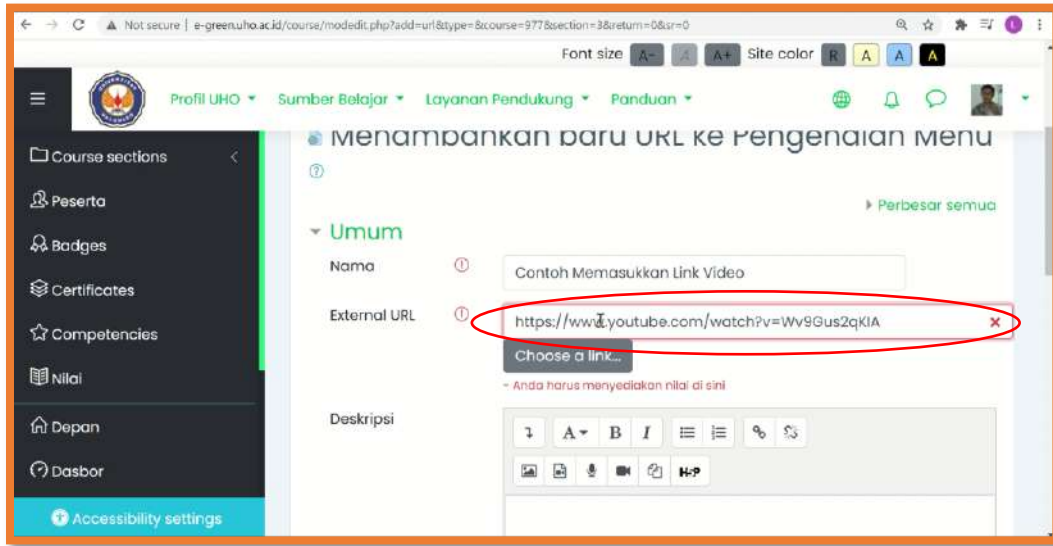 Not secure | e-green.uho.ac.id/course/modedit.php?add=url&type=&course=977&section=3&return=0&sr=0
L
Font size A- A A+ Site color R A A A
Profil UHO Sumber Belajar Layanan Pendukung Panduan
Menambahkan baru URL ke Pengenalan Menu
Course sections
Peserta
Badges
Certificates
Competencies
Nilai
Depan
Dasbor
Accessibility settings
Perbesar semua
Umum
Nama
Contoh Memasukkan Link Video
External URL
https://www.youtube.com/watch?v=Wv9Gus2qKIA
Choose a link...
- Anda harus menyediakan nilai di sini
Deskripsi
A B I
H-P